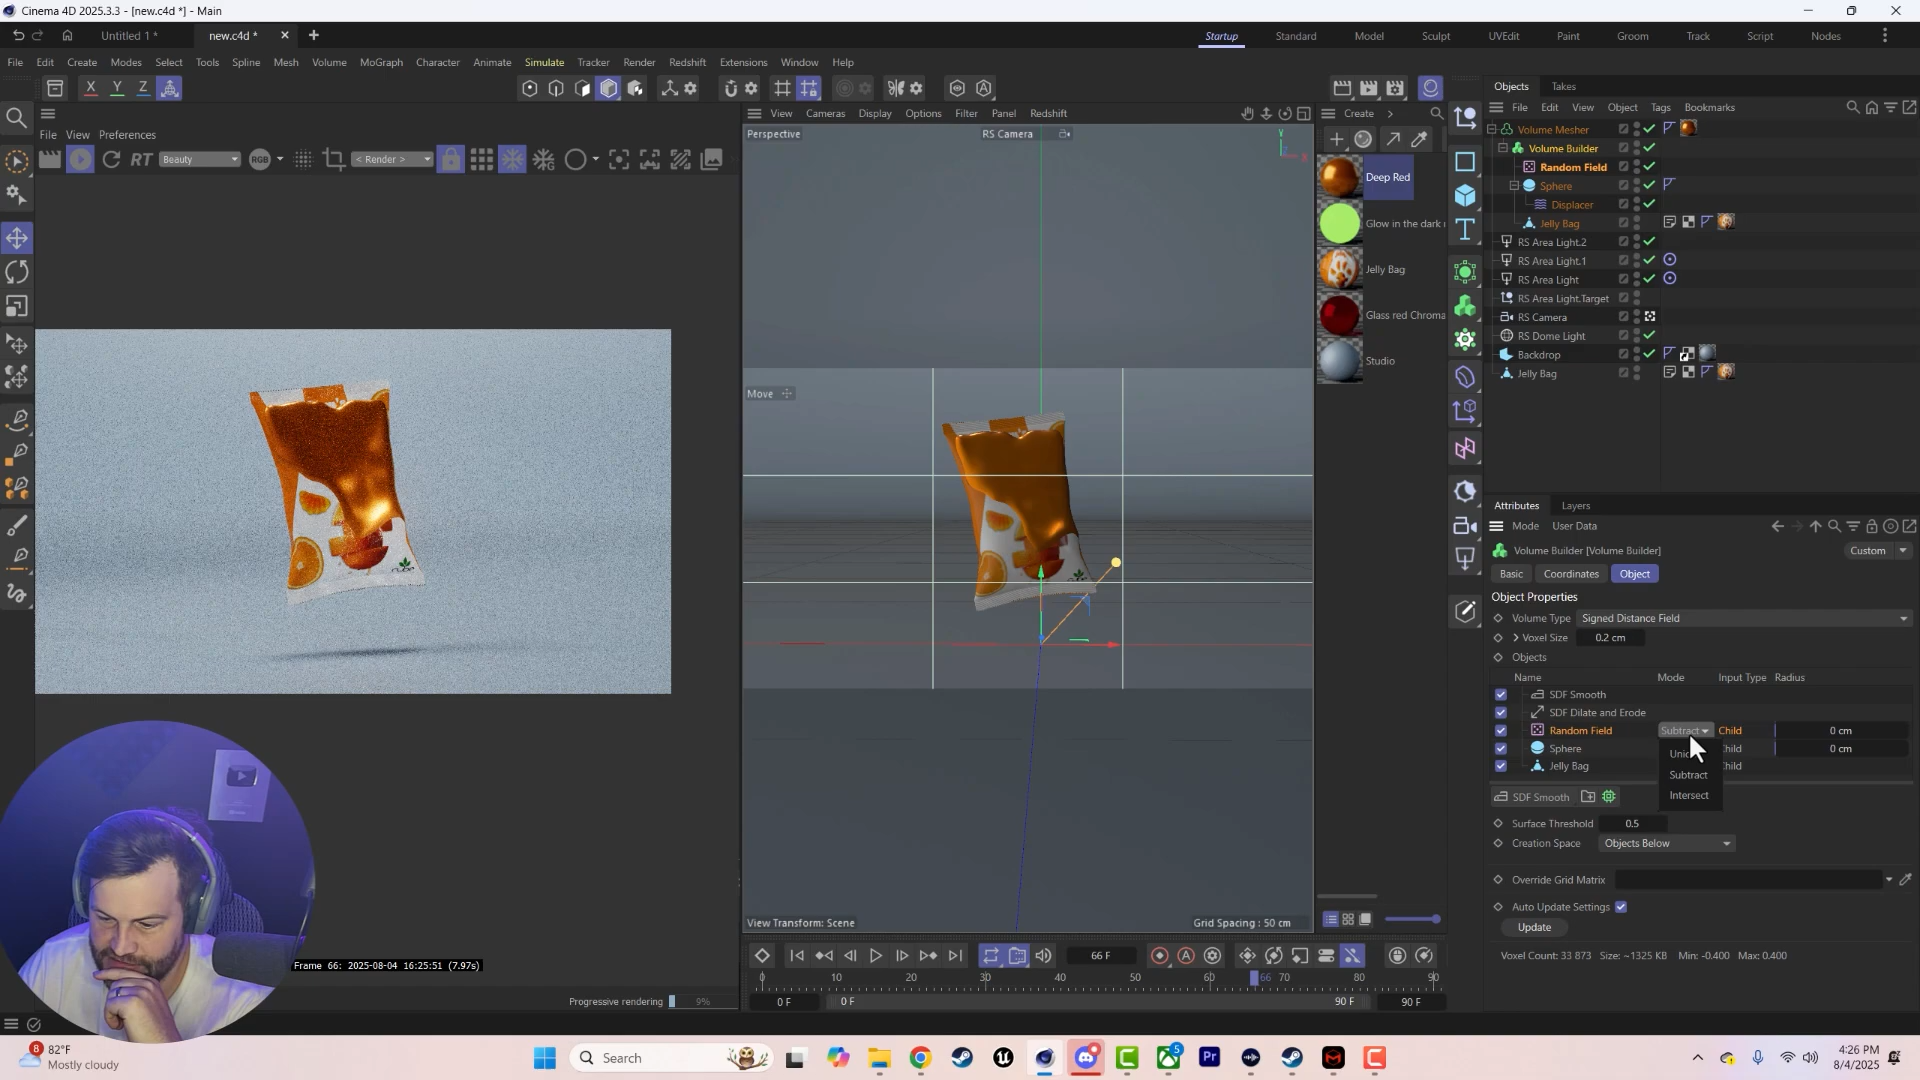 Cinema 4D 2025.3.3 - [new.c4d *] - Main
Untitled 1 *
new.c4d *
Startup
Standard
Model
Sculpt
UVEdit
Paint
Groom
Track
Script
Nodes
File Edit Create Modes Select Tools Spline Mesh Volume MoGraph Character Animate Simulate Tracker Render Redshift Extensions Window Help
X Y Z
File View Preferences
RT Beauty RGB < Render >
View Cameras Display Options Filter Panel Redshift
Perspective
RS Camera
Y
X
Move
View Transform: Scene
Grid Spacing : 50 cm
Create
Deep Red
Glow in the dark
Jelly Bag
Glass red Chroma
Studio
Objects
Takes
File Edit View Object Tags Bookmarks
Volume Mesher
Volume Builder
Random Field
Sphere
Displacer
Jelly Bag
RS Area Light.2
RS Area Light.1
RS Area Light
RS Area Light.Target
RS Camera
RS Dome Light
Backdrop
Jelly Bag
Attributes
Layers
Mode User Data
Volume Builder [Volume Builder]
Custom
Basic
Coordinates
Object
Object Properties
Volume Type
Signed Distance Field
Voxel Size
0.2 cm
Objects
Name Mode Input Type Radius
SDF Smooth
SDF Dilate and Erode
Random Field Subtract Child 0 cm
Sphere 0 cm
Jelly Bag
Subtract
Intersect
SDF Smooth
Surface Threshold
0.5
Creation Space
Objects Below
Override Grid Matrix
Auto Update Settings
Update
Voxel Count: 33 873 Size: ~1325 KB Min: -0.400 Max: 0.400
Frame 66: 2025-08-04 16:25:51 (7.97s)
Progressive rendering
9%
66 F
0 10 20 30 40 50 60 66 70 80 90
0 F
0 F
90 F
90 F
8
82°F
Mostly cloudy
Search
5
Pr
4:26 PM
8/4/2025